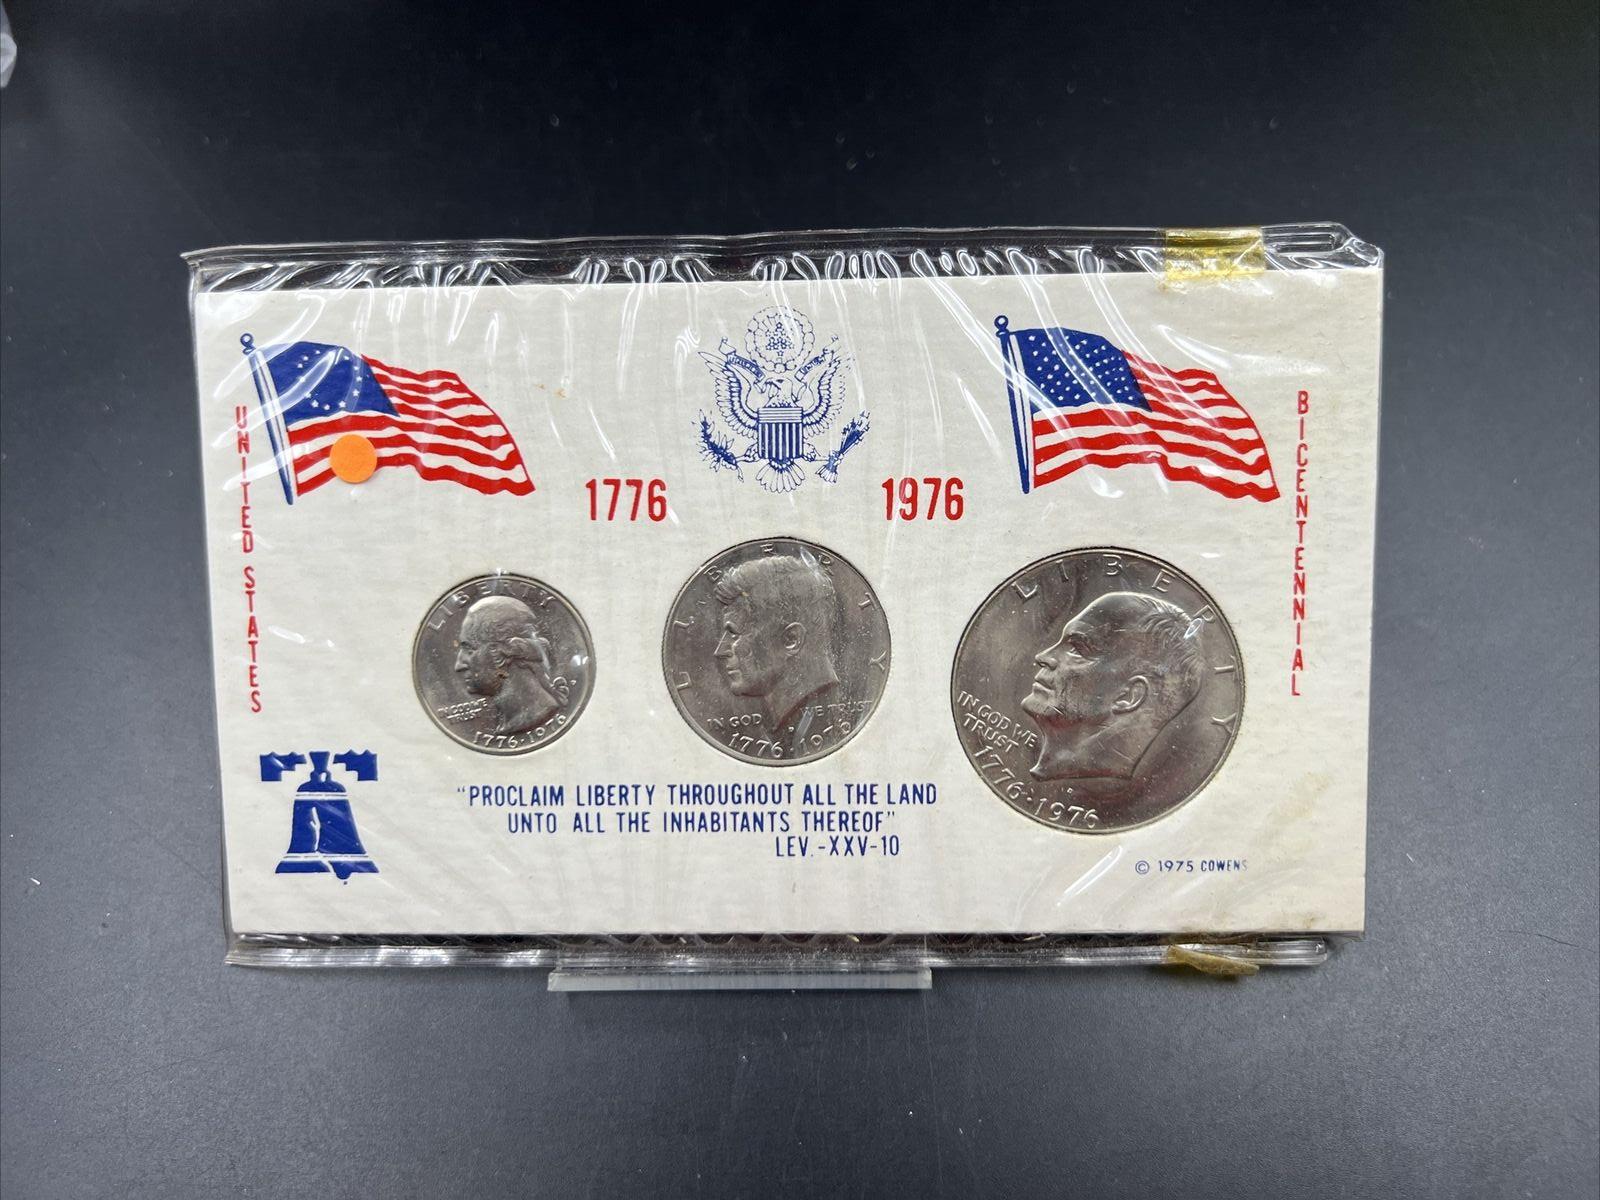 UNITED STATES
1776
1976
BICENTENNIAL
LIBERTY
IN GOD WE
TRUST
1776·1976
LIBERTY
IN GOD WE TRUST
1776·1976
LIBERTY
IN GOD WE
TRUST
1776·1976
"PROCLAIM LIBERTY THROUGHOUT ALL THE LAND
UNTO ALL THE INHABITANTS THEREOF"
LEV.-XXV-10
© 1975 COWENS